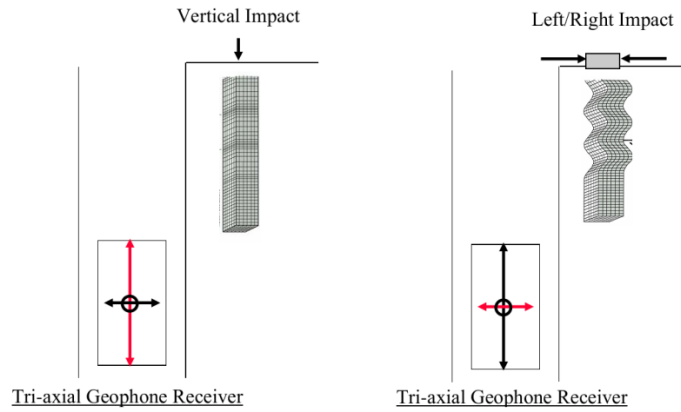 Vertical Impact
Left/Right Impact
Tri-axial Geophone Receiver
Tri-axial Geophone Receiver